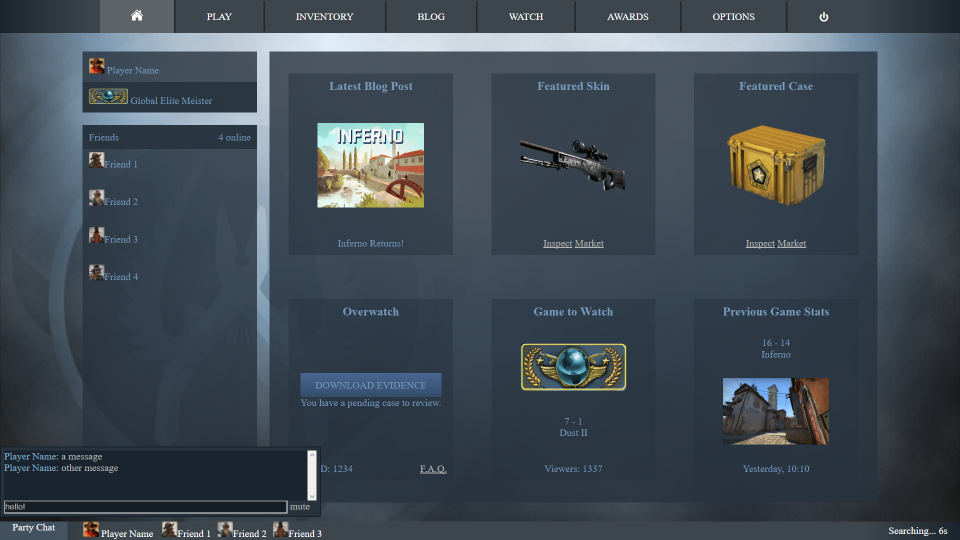 PLAY INVENTORY BLOG WATCH AWARDS OPTIONS
Player Name
Global Elite Meister
Friends 4 online
Friend 1
Friend 2
Friend 3
Friend 4
Latest Blog Post
INFERNO
Inferno Returns!
Featured Skin
Inspect Market
Featured Case
Inspect Market
Overwatch
DOWNLOAD EVIDENCE
You have a pending case to review.
D: 1234 F.A.Q.
Game to Watch
7 - 1
Dust II
Viewers: 1337
Previous Game Stats
16 - 14
Inferno
Yesterday, 10:10
Player Name: a message
Player Name: other message
hello! mute
Party Chat Player Name Friend 1 Friend 2 Friend 3 Searching... 6s